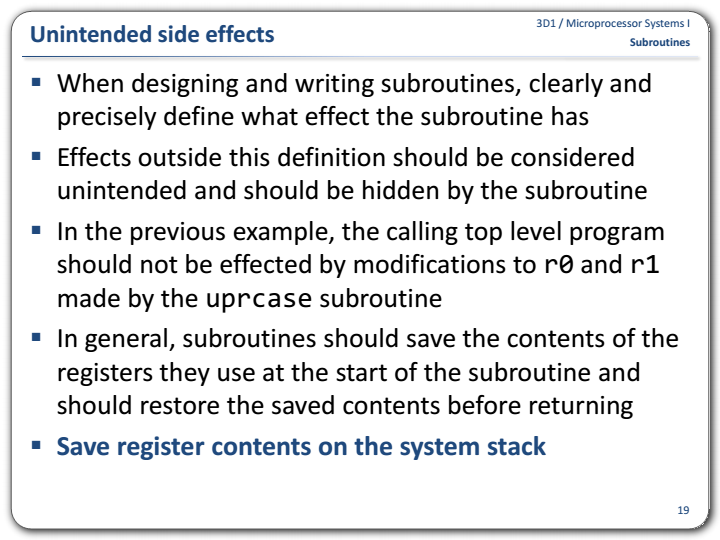 Unintended side effects
3D1 / Microprocessor Systems I
Subroutines
▪ When designing and writing subroutines, clearly and
precisely define what effect the subroutine has
▪ Effects outside this definition should be considered
unintended and should be hidden by the subroutine
▪ In the previous example, the calling top level program
should not be effected by modifications to r0 and r1
made by the uprcase subroutine
▪ In general, subroutines should save the contents of the
registers they use at the start of the subroutine and
should restore the saved contents before returning
▪ Save register contents on the system stack
19